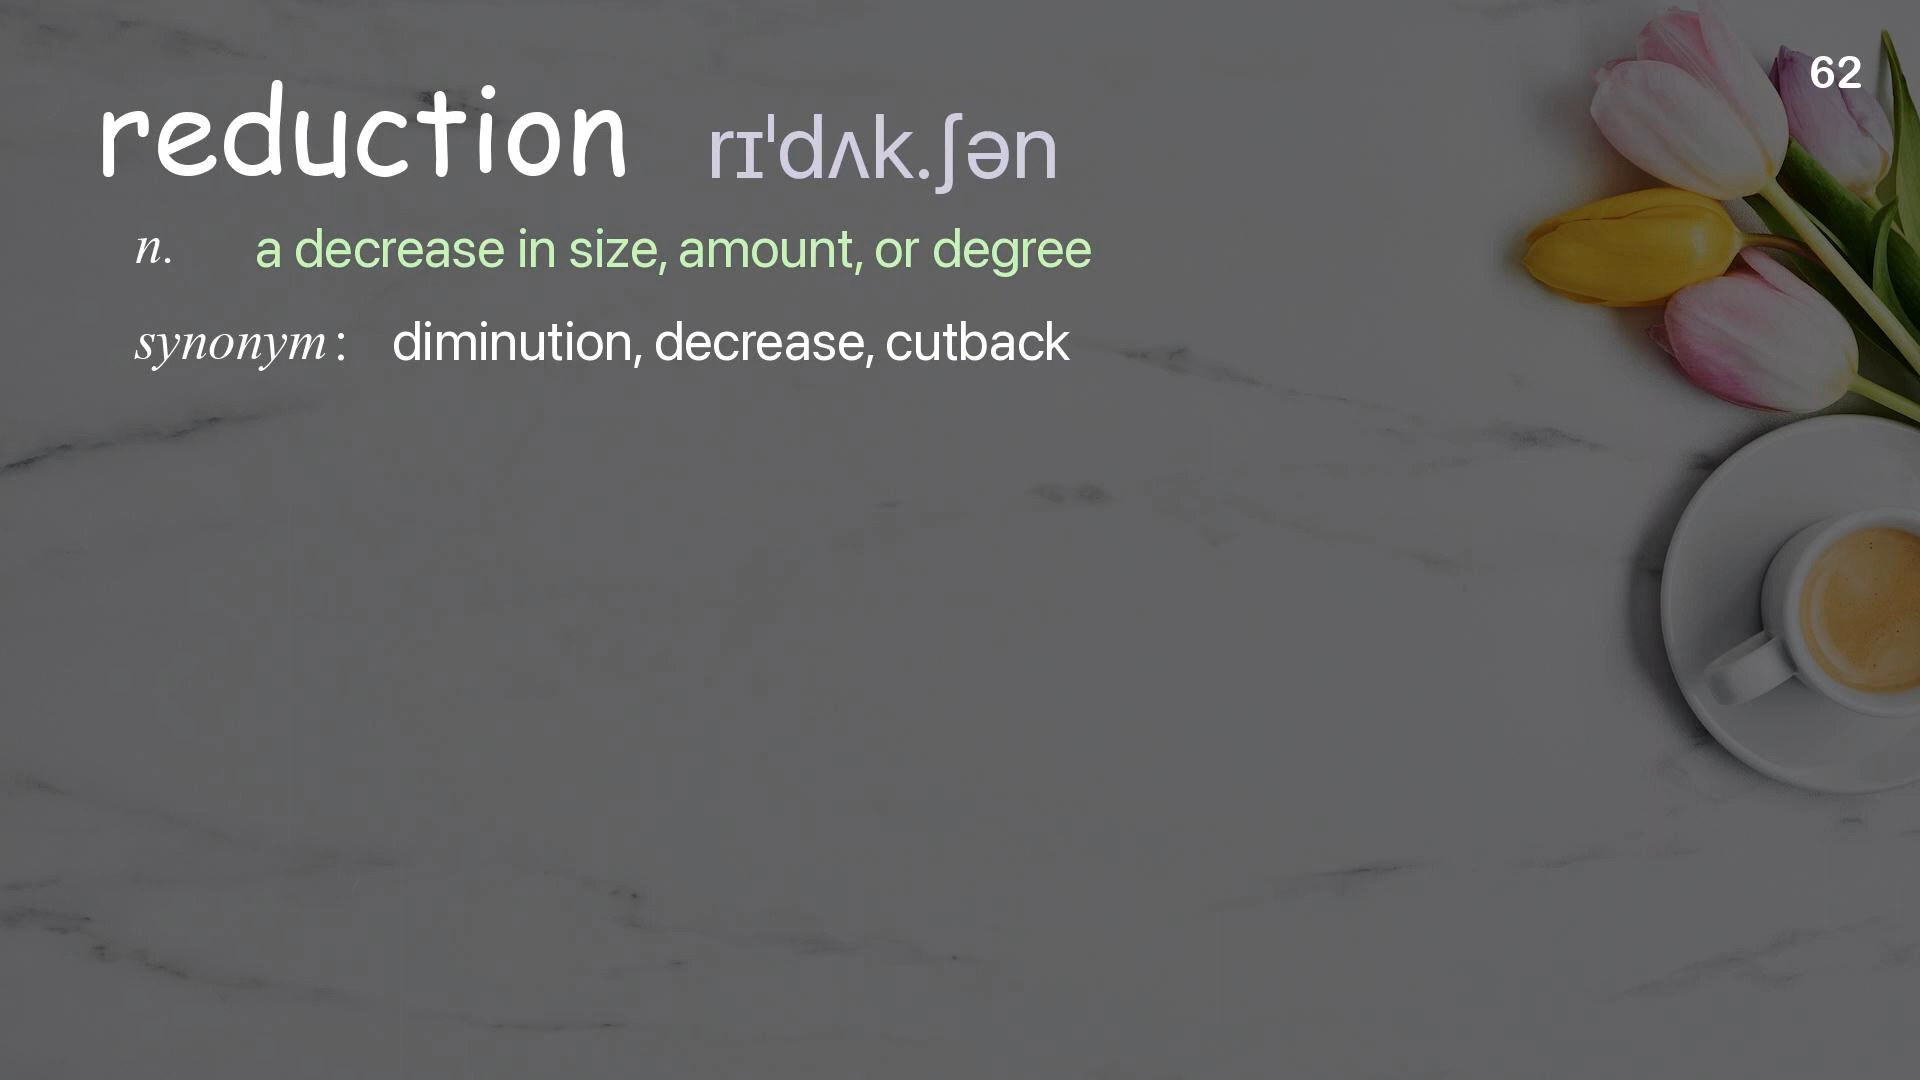 62
reduction rɪˈdʌk.ʃən
n. a decrease in size, amount, or degree
synonym: diminution, decrease, cutback